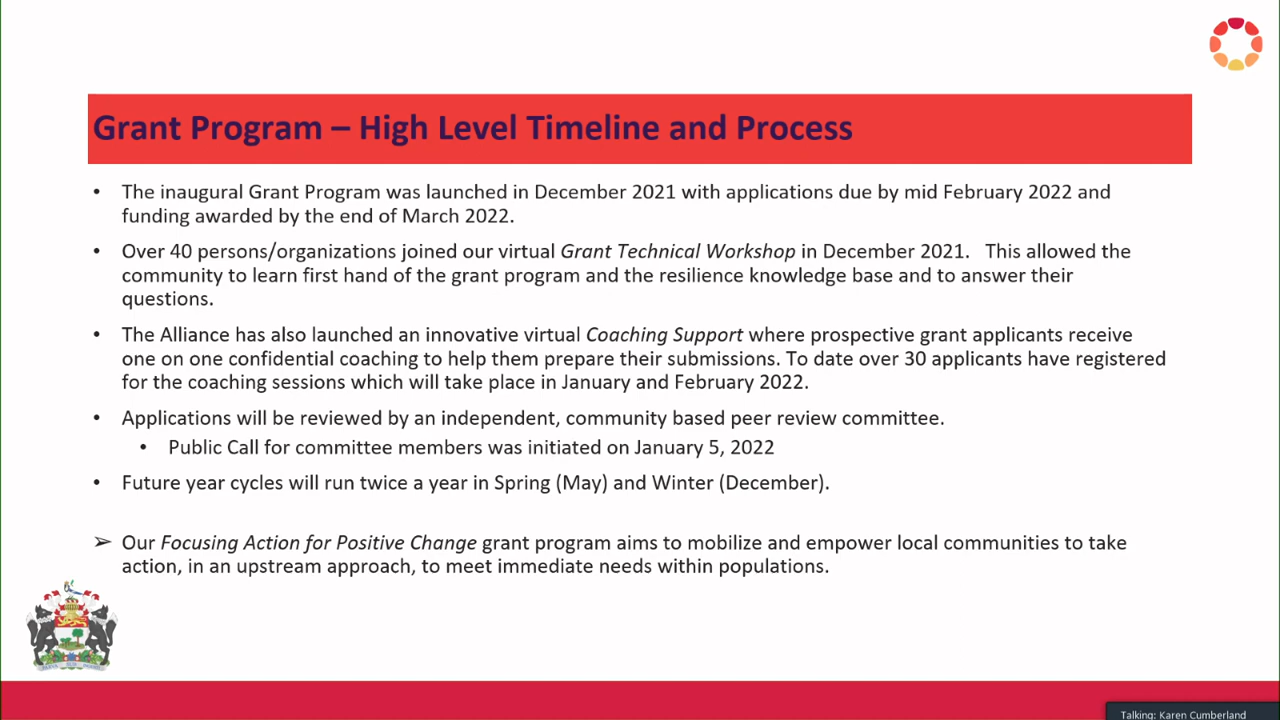 Grant Program – High Level Timeline and Process
• The inaugural Grant Program was launched in December 2021 with applications due by mid February 2022 and
funding awarded by the end of March 2022.
• Over 40 persons/organizations joined our virtual Grant Technical Workshop in December 2021. This allowed the
community to learn first hand of the grant program and the resilience knowledge base and to answer their
questions.
• The Alliance has also launched an innovative virtual Coaching Support where prospective grant applicants receive
one on one confidential coaching to help them prepare their submissions. To date over 30 applicants have registered
for the coaching sessions which will take place in January and February 2022.
• Applications will be reviewed by an independent, community based peer review committee.
• Public Call for committee members was initiated on January 5, 2022
• Future year cycles will run twice a year in Spring (May) and Winter (December).
➢ Our Focusing Action for Positive Change grant program aims to mobilize and empower local communities to take
action, in an upstream approach, to meet immediate needs within populations.
Talking: Karen Cumberland